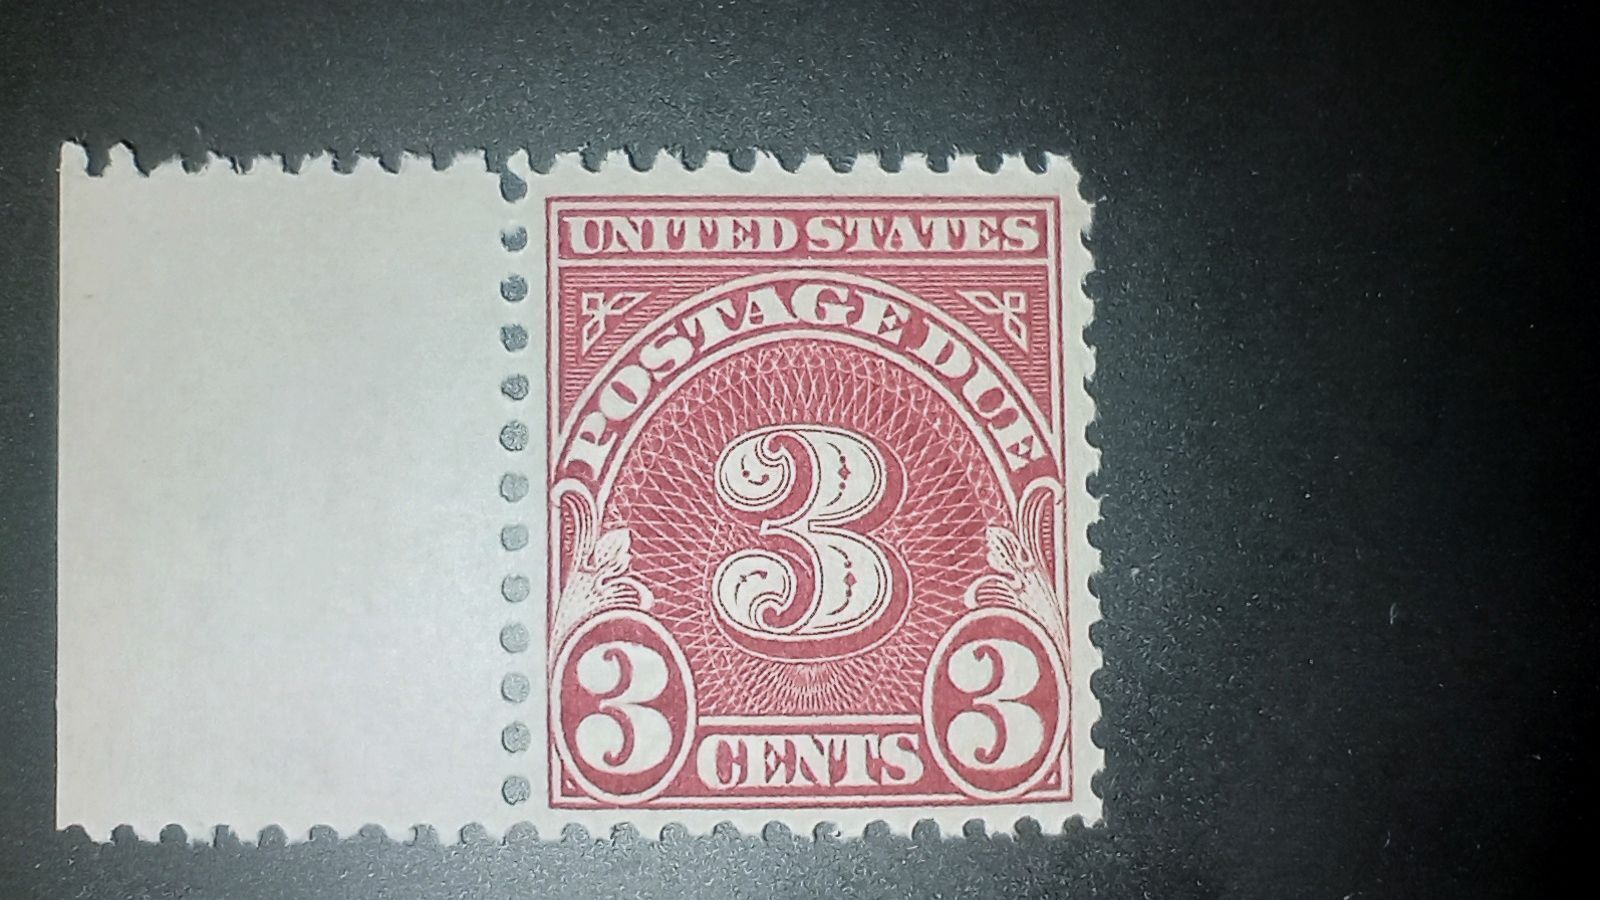 UNITED STATES
POSTAGE DUE
3
3 CENTS 3